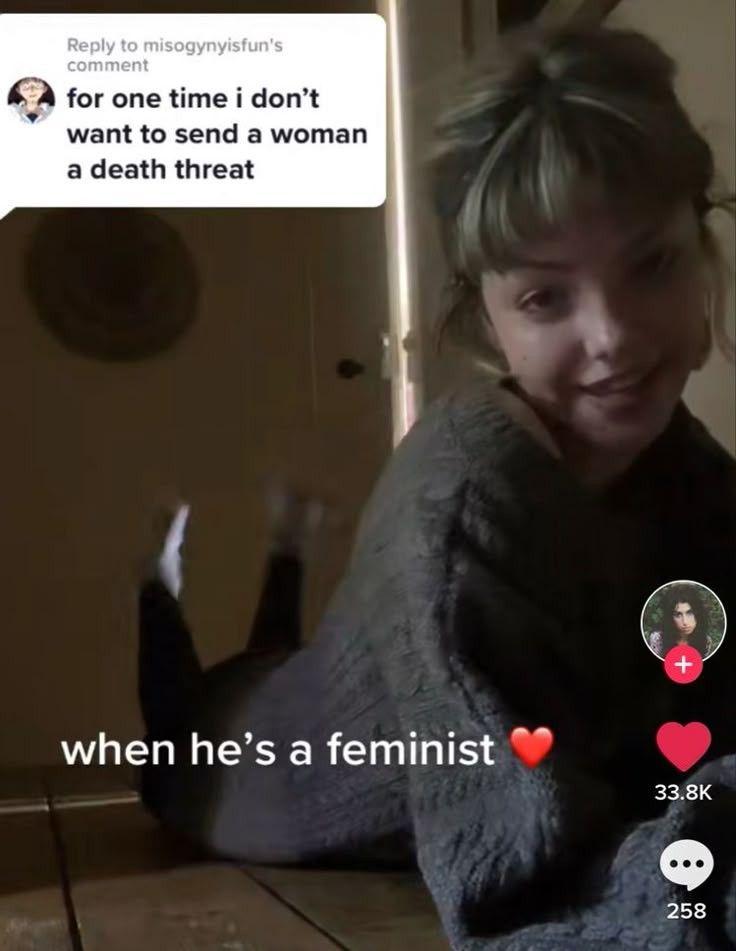 Reply to misogynyisfun's
comment
for one time i don’t
want to send a woman
a death threat
when he’s a feminist ❤️
33.8K
258